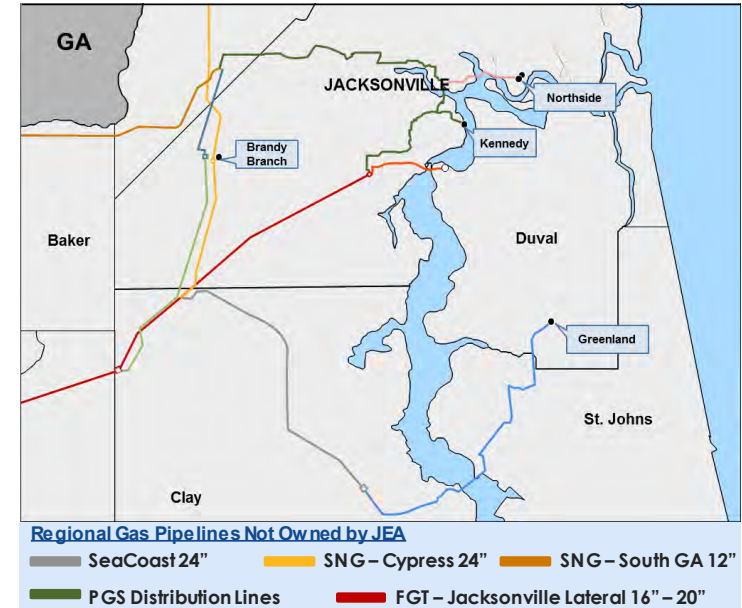 GA
JACKSONVILLE
Northside
Kennedy
Brandy
Branch
Baker
Duval
Greenland
St. Johns
Clay
Regional Gas Pipelines Not Owned by JEA
SeaCoast 24” SNG – Cypress 24” SNG – South GA 12”
PGS Distribution Lines FGT – Jacksonville Lateral 16” – 20”